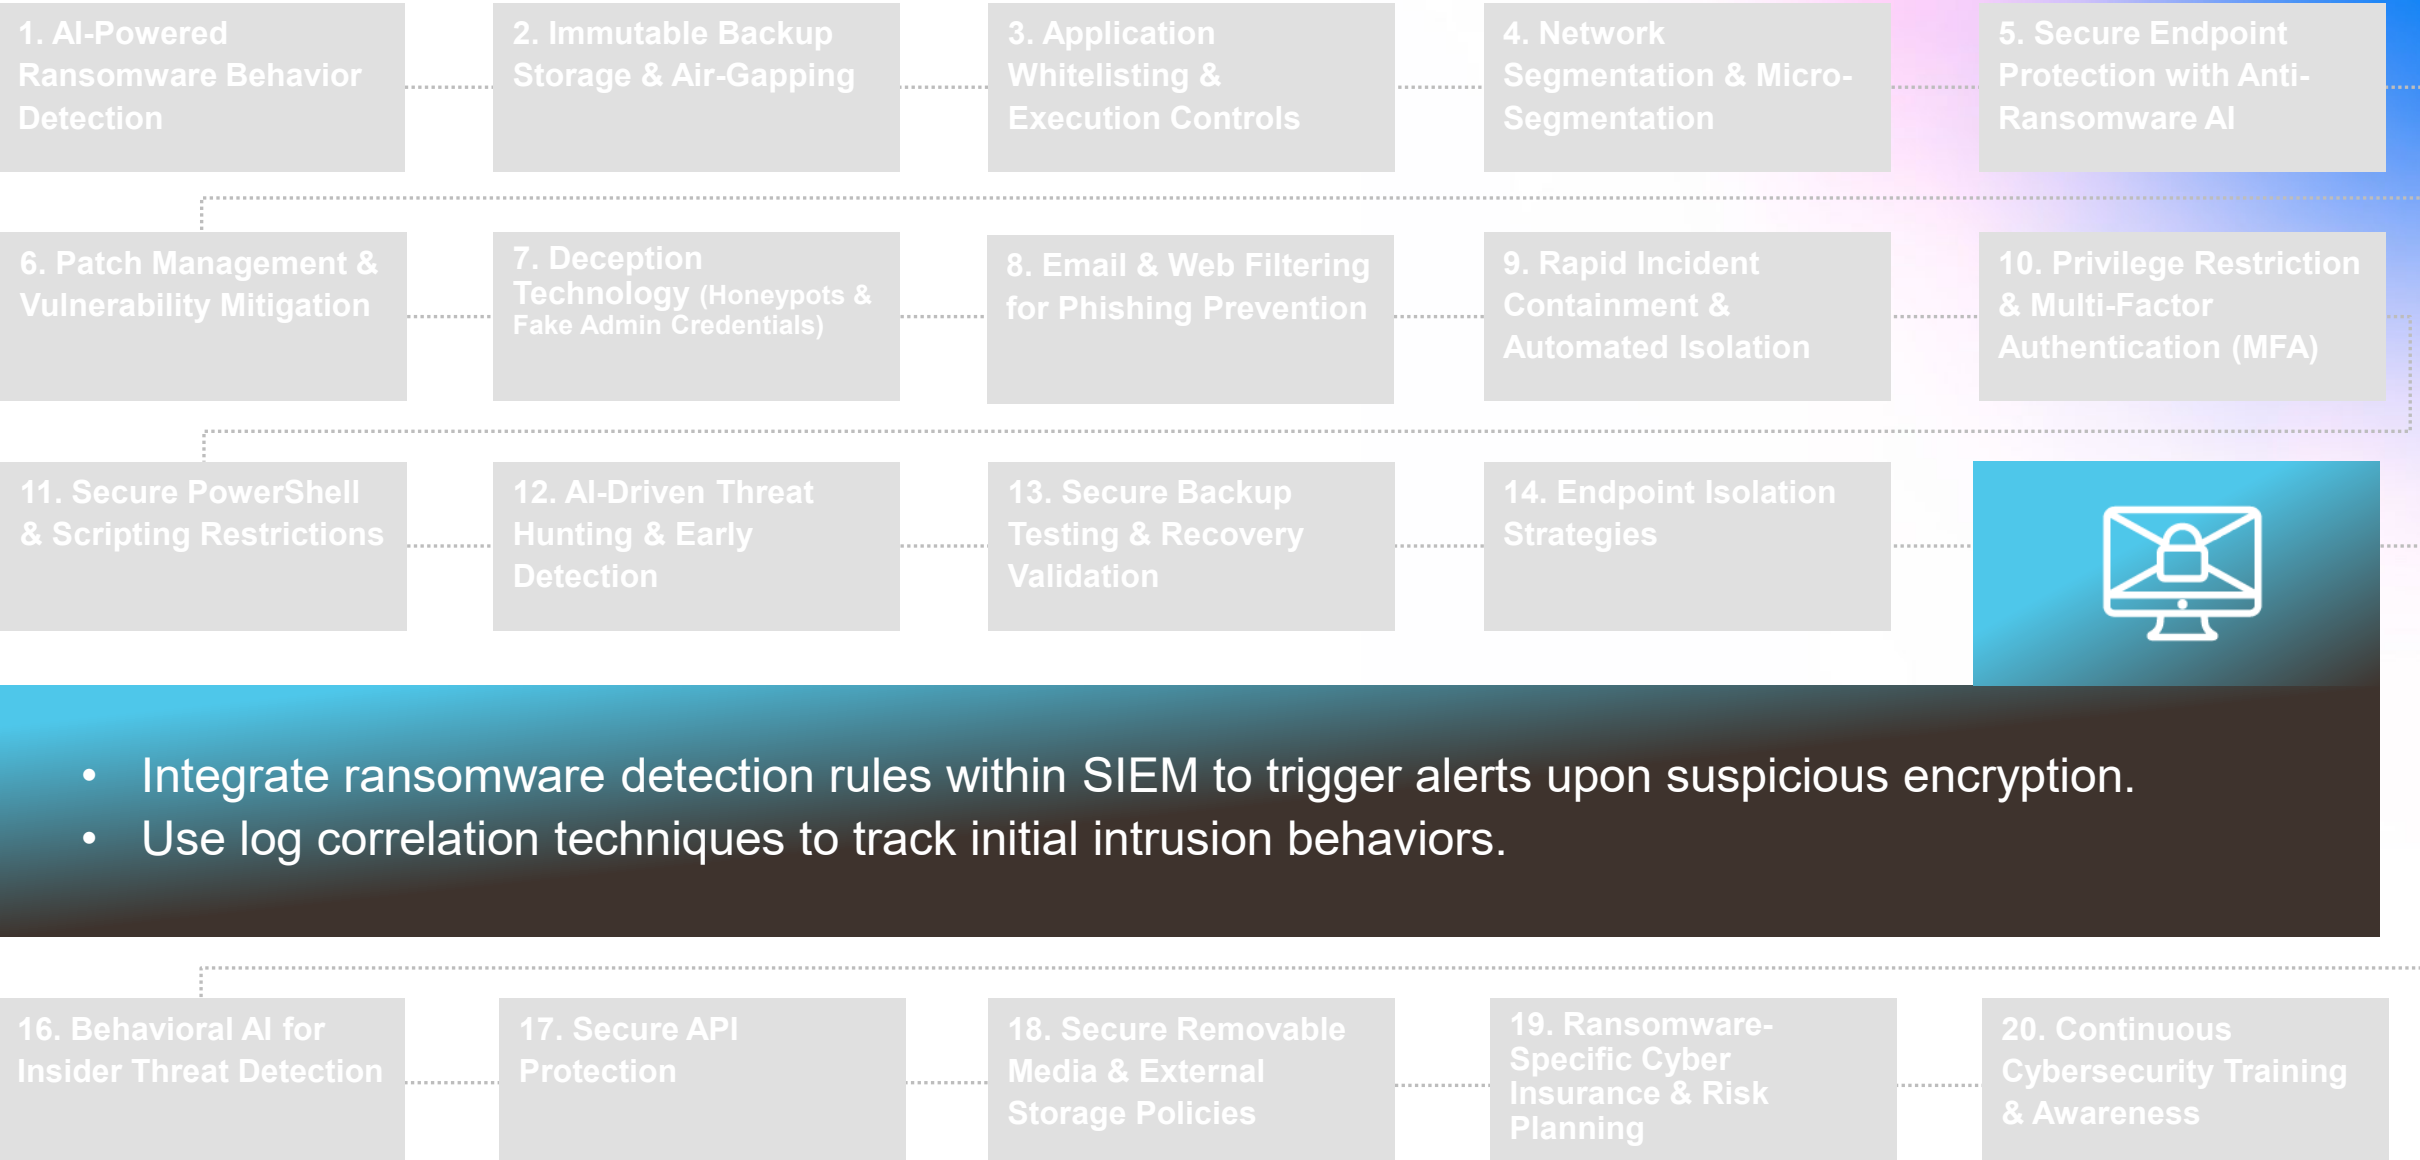 1. AI-Powered
Ransomware Behavior
Detection
2. Immutable Backup
Storage & Air-Gapping
3. Application
Whitelisting &
Execution Controls
4. Network
Segmentation & Micro-
Segmentation
5. Secure Endpoint
Protection with Anti-
Ransomware AI
6. Patch Management &
Vulnerability Mitigation
7. Deception
Technology (Honeypots &
Fake Admin Credentials)
8. Email & Web Filtering
for Phishing Prevention
9. Rapid Incident
Containment &
Automated Isolation
10. Privilege Restriction
& Multi-Factor
Authentication (MFA)
11. Secure PowerShell
& Scripting Restrictions
12. AI-Driven Threat
Hunting & Early
Detection
13. Secure Backup
Testing & Recovery
Validation
14. Endpoint Isolation
Strategies
• Integrate ransomware detection rules within SIEM to trigger alerts upon suspicious encryption.
• Use log correlation techniques to track initial intrusion behaviors.
16. Behavioral AI for
Insider Threat Detection
17. Secure API
Protection
18. Secure Removable
Media & External
Storage Policies
19. Ransomware-
Specific Cyber
Insurance & Risk
Planning
20. Continuous
Cybersecurity Training
& Awareness